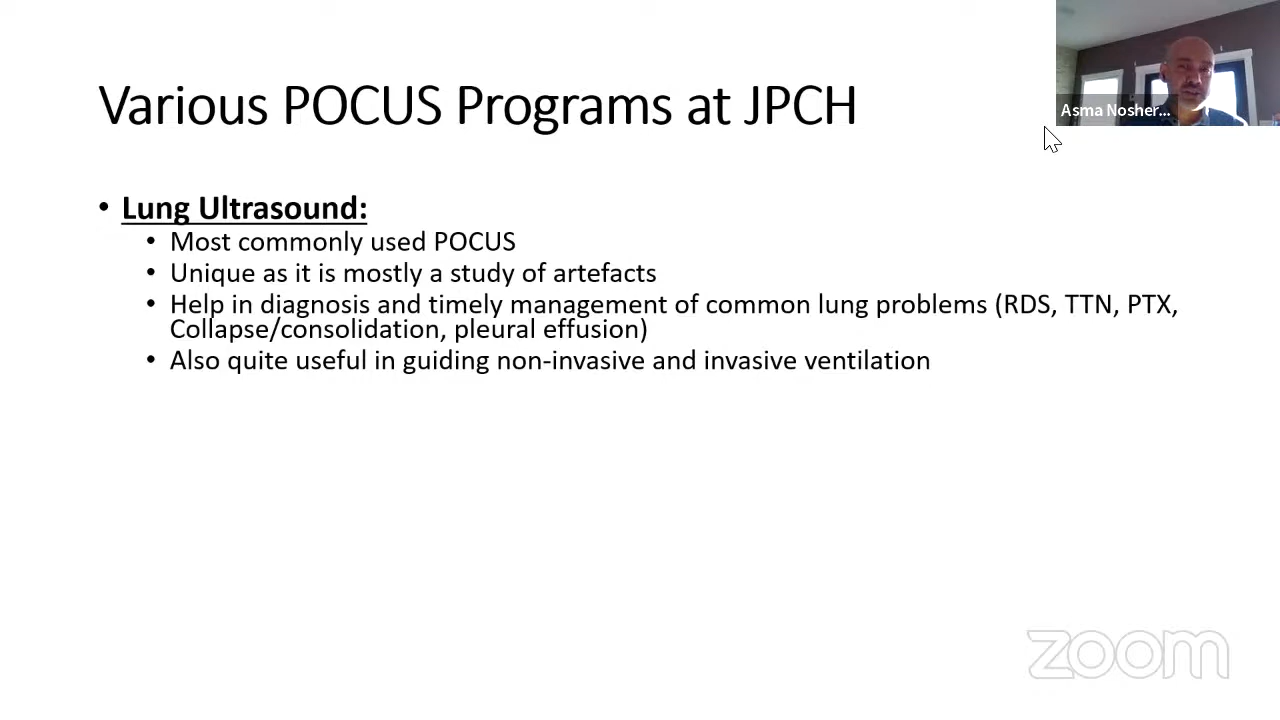 Various POCUS Programs at JPCH
Asma Nosher...
• Lung Ultrasound:
• Most commonly used POCUS
• Unique as it is mostly a study of artefacts
• Help in diagnosis and timely management of common lung problems (RDS, TTN, PTX,
Collapse/consolidation, pleural effusion)
• Also quite useful in guiding non-invasive and invasive ventilation
zoom